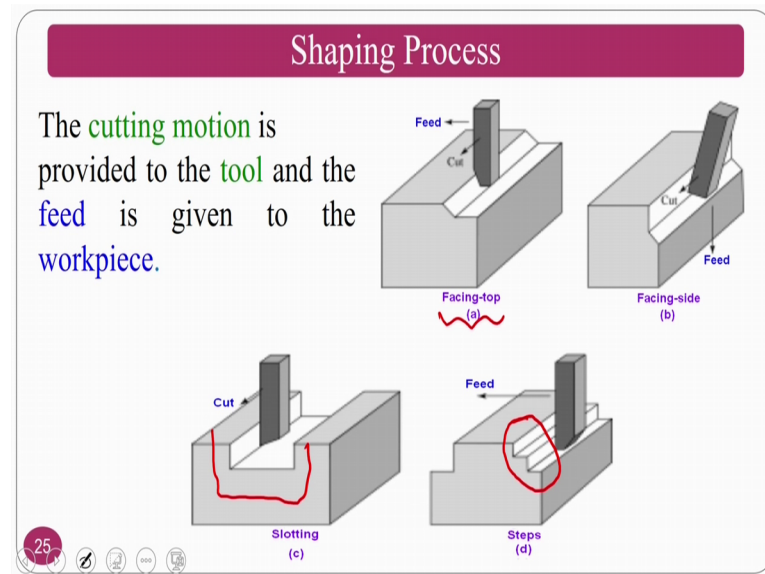 Shaping Process
The cutting motion is
provided to the tool and the
feed is given to the
workpiece.
Feed
Cut
Facing-top
(a)
Cut
Feed
Facing-side
(b)
Cut
Slotting
(c)
Feed
Steps
(d)
25